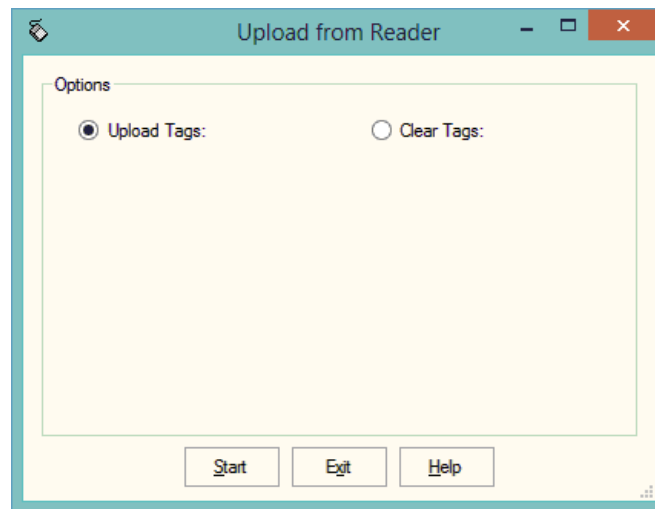 Upload from Reader
Options
Upload Tags: Clear Tags:
Start Exit Help